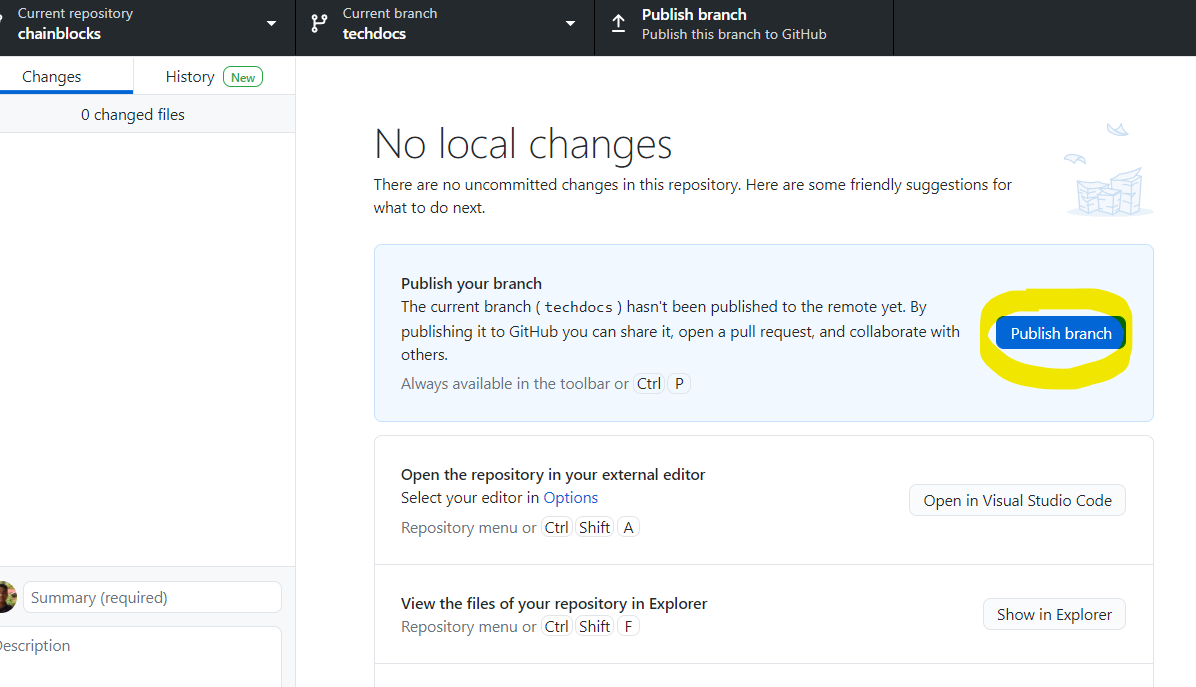 Current repository
chainblocks
Current branch
techdocs
Publish branch
Publish this branch to GitHub
Changes
History New
0 changed files
No local changes
There are no uncommitted changes in this repository. Here are some friendly suggestions for
what to do next.
Publish your branch
The current branch ( techdocs ) hasn't been published to the remote yet. By
publishing it to GitHub you can share it, open a pull request, and collaborate with
others.
Always available in the toolbar or Ctrl P
Publish branch
Open the repository in your external editor
Select your editor in Options
Repository menu or Ctrl Shift A
Open in Visual Studio Code
View the files of your repository in Explorer
Repository menu or Ctrl Shift F
Show in Explorer
Summary (required)
Description